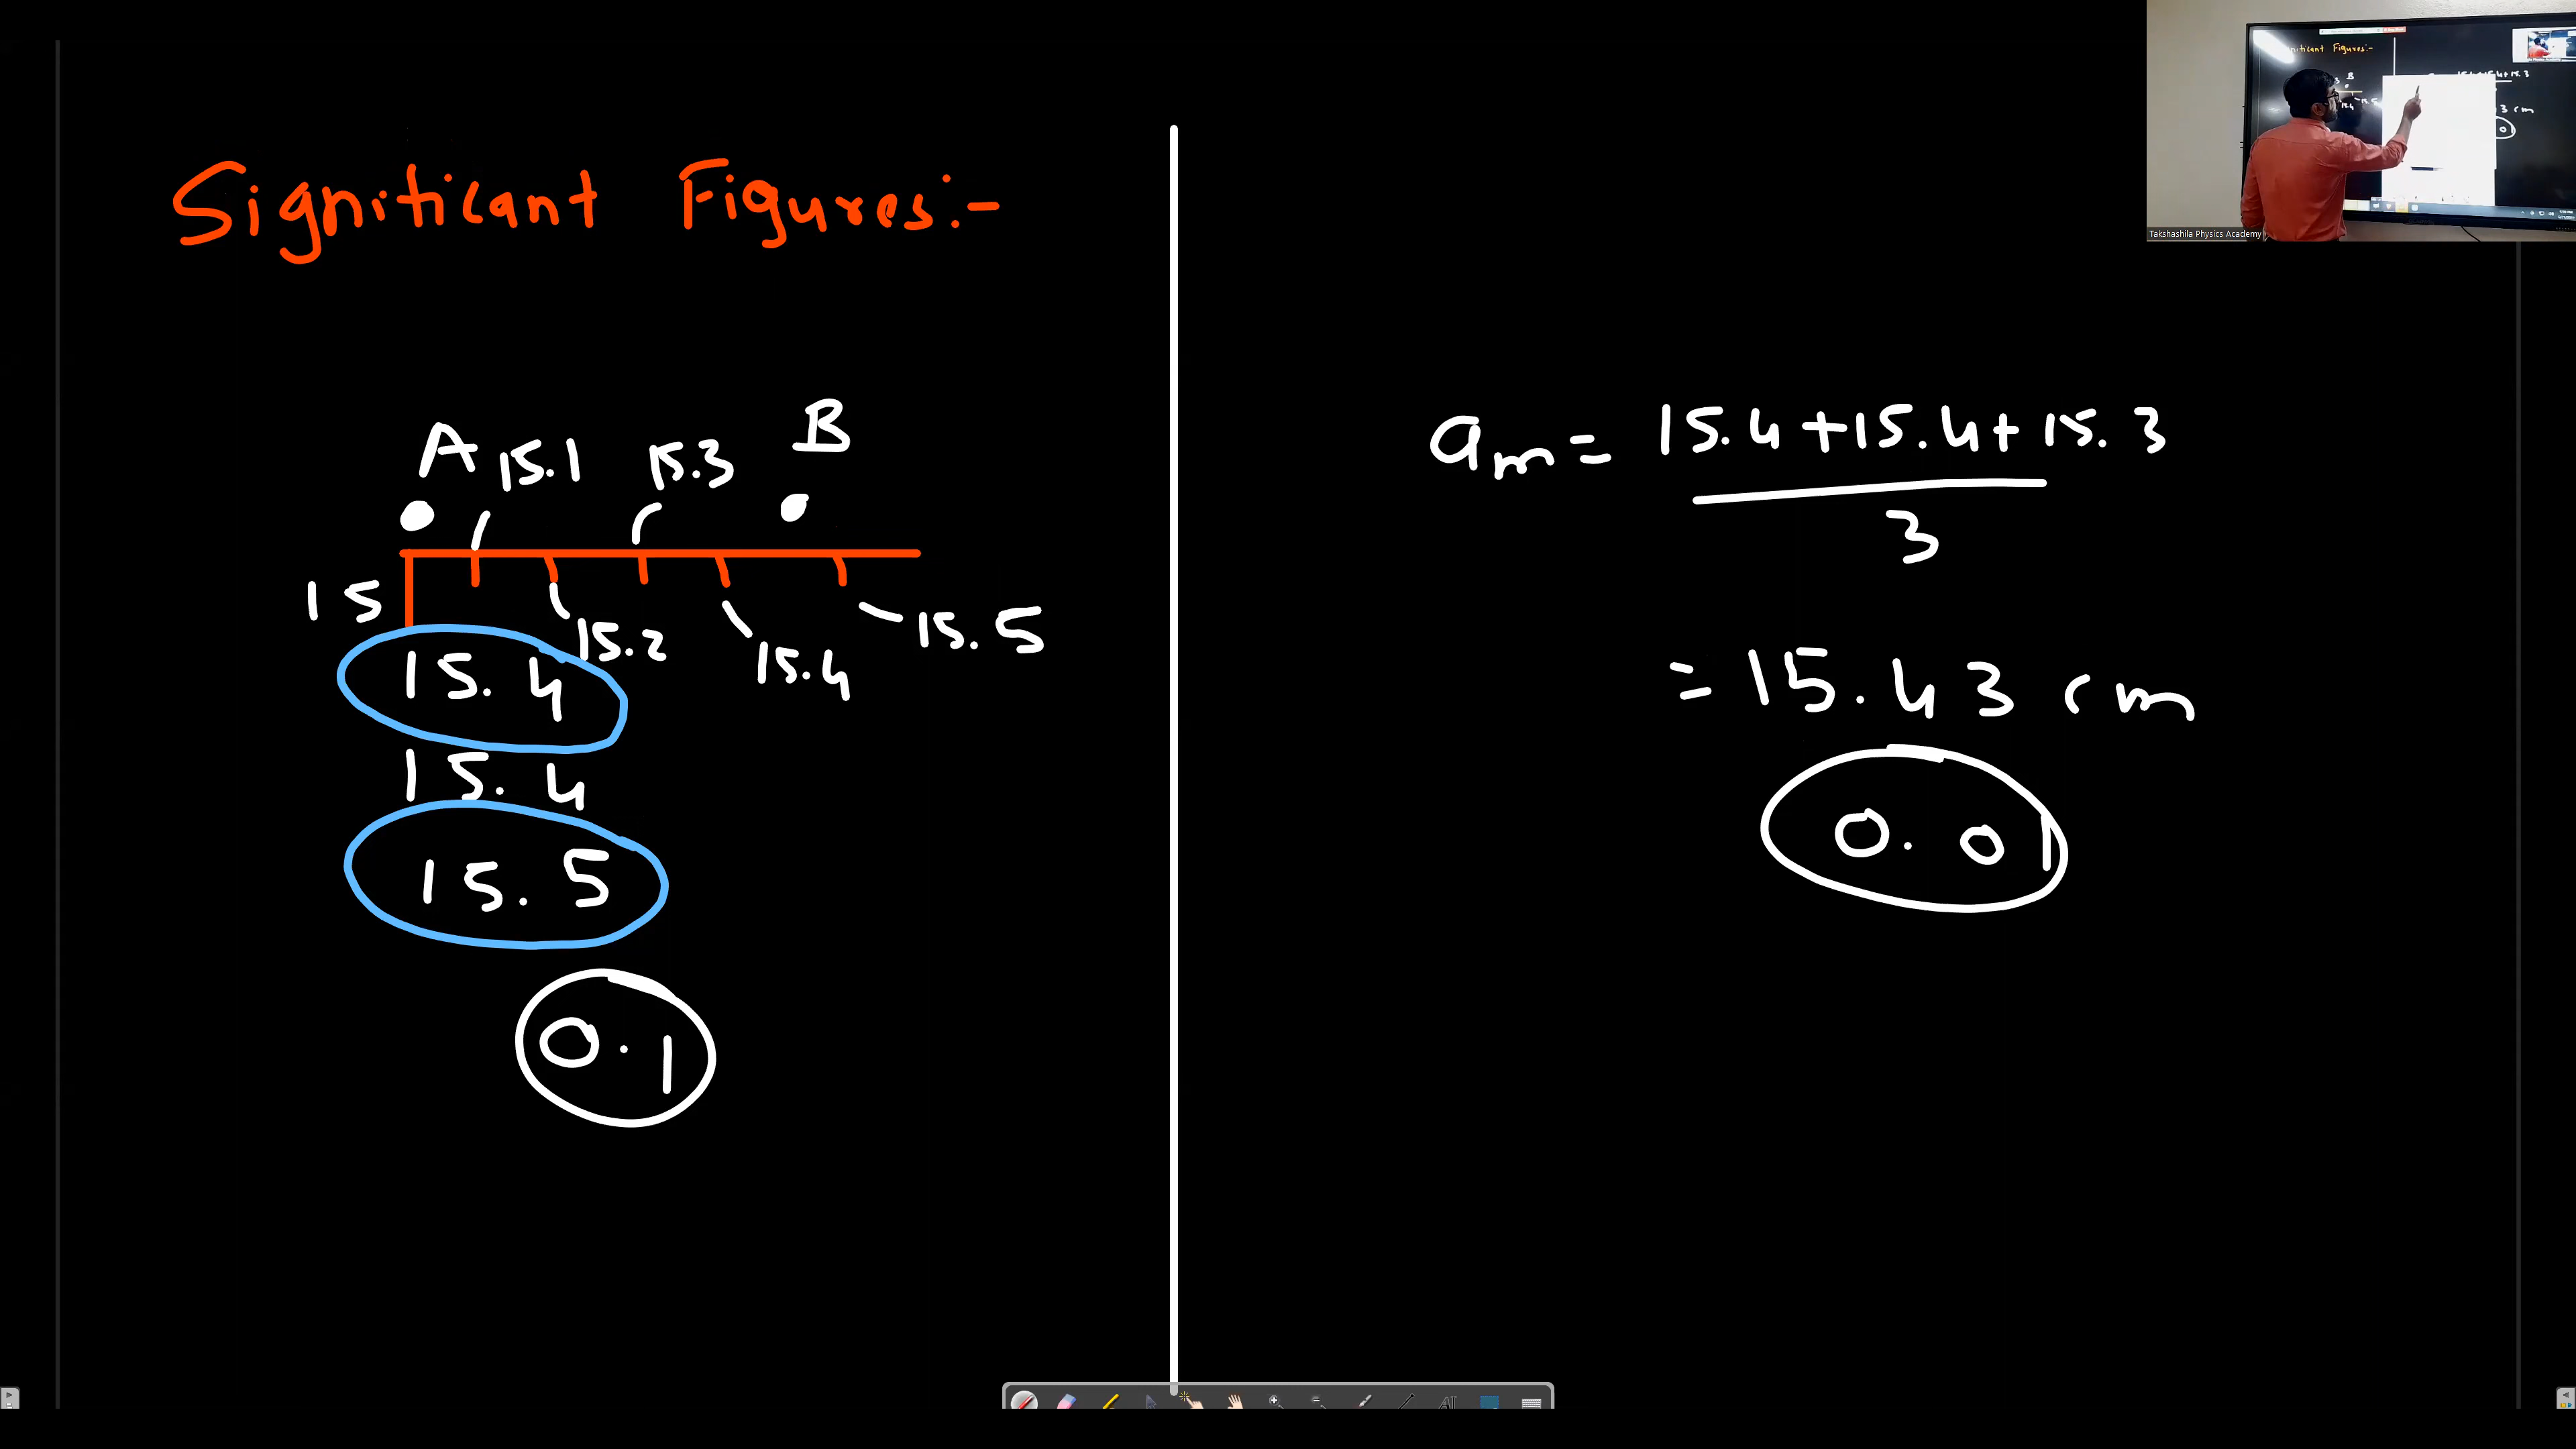 Significant Figures:-
A 15.1 15.3 B
15
15.2
15.4
15.5
15.4
15.4
15.5
0.1
am = 15.4+15.4+15.3
3
= 15.43 cm
0.01
Takshashila Physics Academy